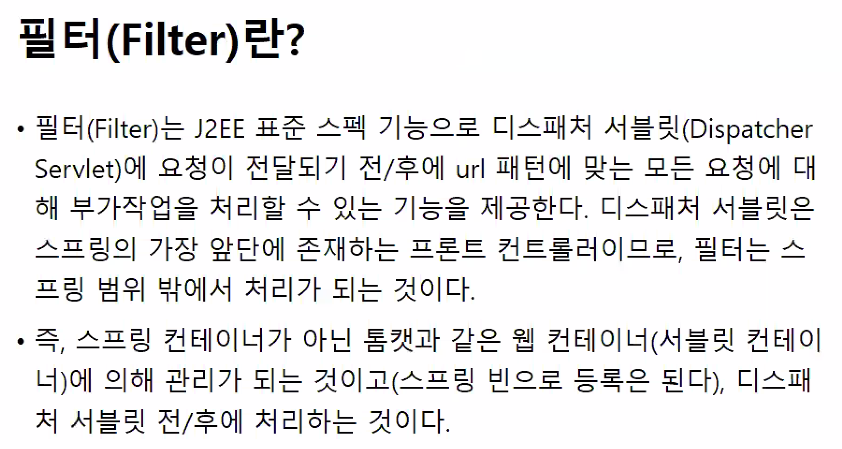 필터(Filter)란?
• 필터(Filter)는 J2EE 표준 스펙 기능으로 디스패처 서블릿(Dispatcher
Servlet)에 요청이 전달되기 전/후에 url 패턴에 맞는 모든 요청에 대
해 부가작업을 처리할 수 있는 기능을 제공한다. 디스패처 서블릿은
스프링의 가장 앞단에 존재하는 프론트 컨트롤러이므로, 필터는 스
프링 범위 밖에서 처리가 되는 것이다.
• 즉, 스프링 컨테이너가 아닌 톰캣과 같은 웹 컨테이너(서블릿 컨테이
너)에 의해 관리가 되는 것이고(스프링 빈으로 등록은 된다), 디스패
처 서블릿 전/후에 처리하는 것이다.